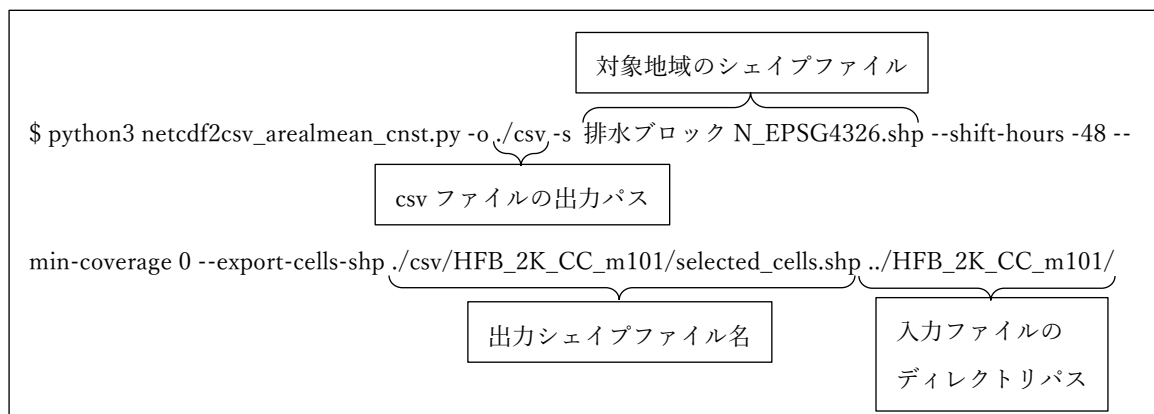 対象地域のシェイプファイル
$ python3 netcdf2csv_arealmean_cnst.py -o ./csv -s 排水ブロック N_EPSG4326.shp --shift-hours -48 --
csv ファイルの出力パス
min-coverage 0 --export-cells-shp ./csv/HFB_2K_CC_m101/selected_cells.shp ../HFB_2K_CC_m101/
出力シェイプファイル名
入力ファイルの
ディレクトリパス